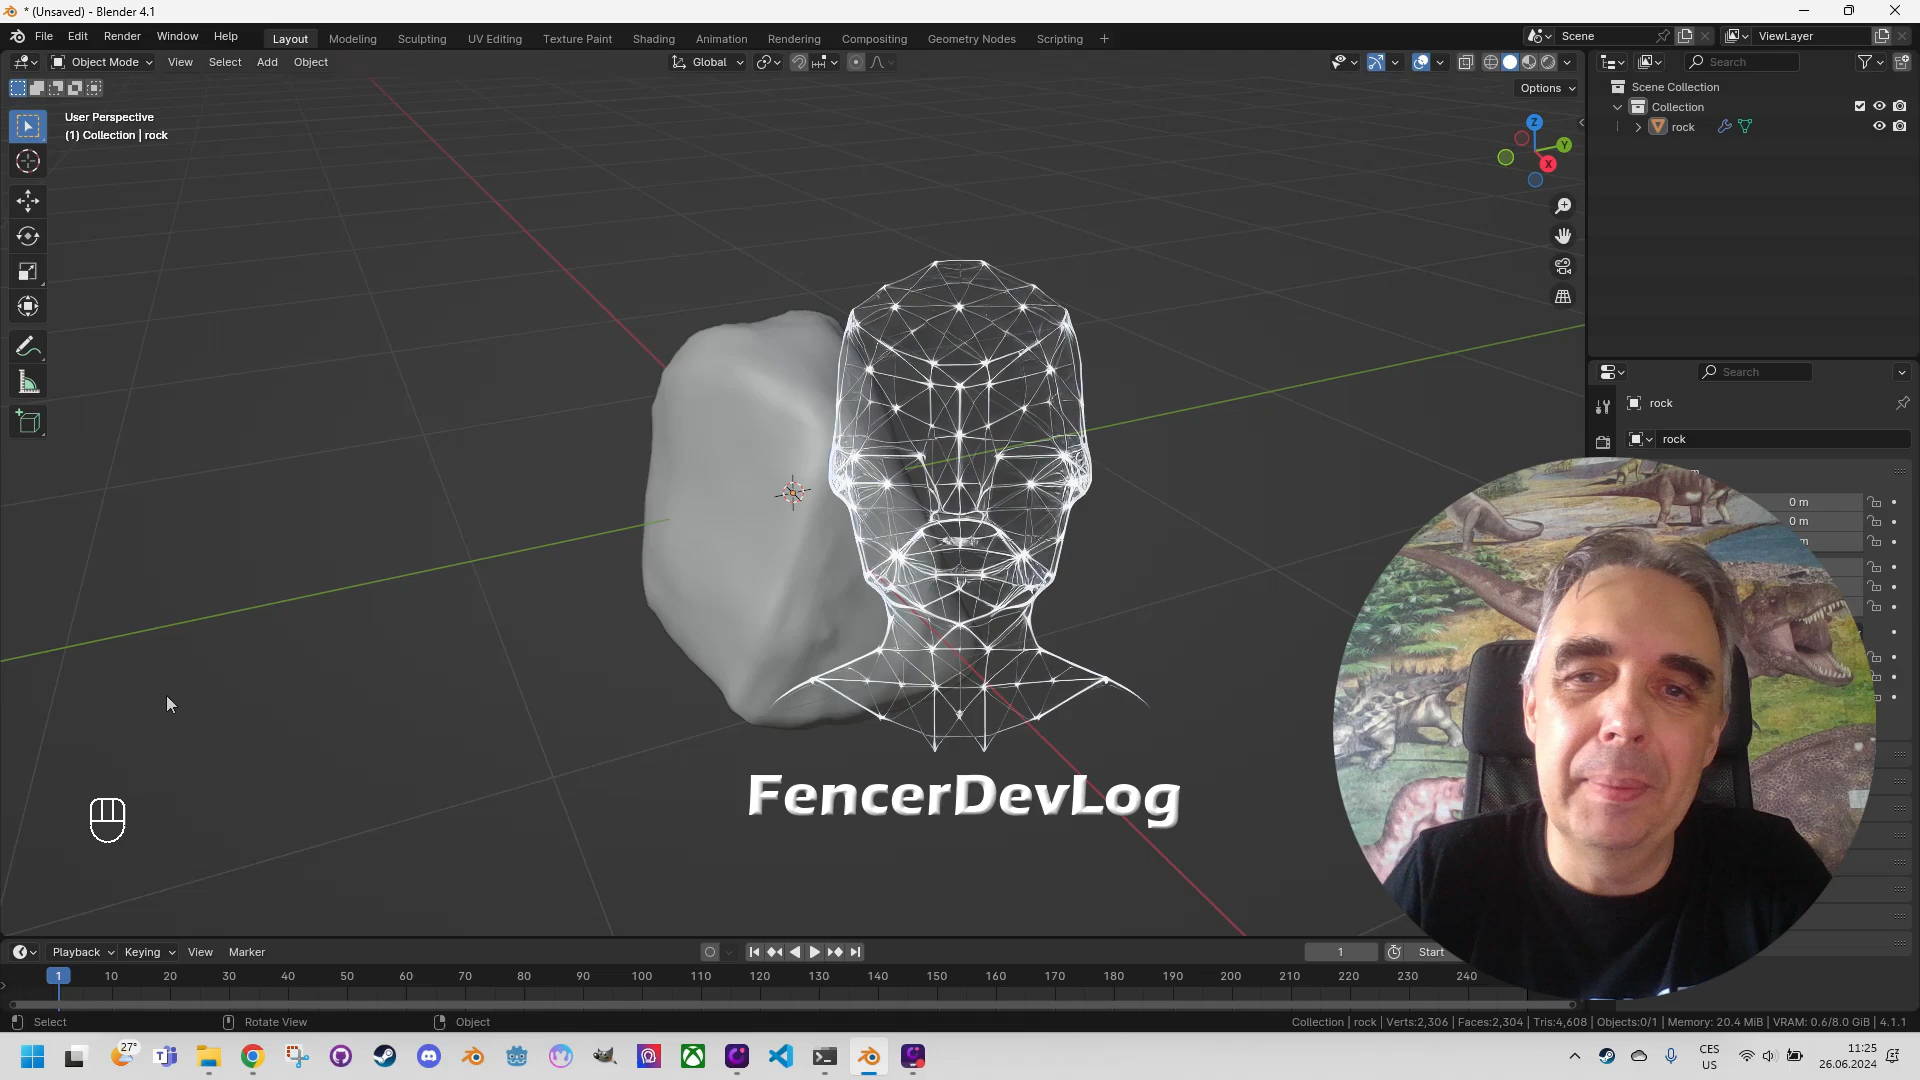 * (Unsaved) - Blender 4.1
File Edit Render Window Help
Layout Modeling Sculpting UV Editing Texture Paint Shading Animation Rendering Compositing Geometry Nodes Scripting +
Scene
ViewLayer
Object Mode View Select Add Object
Global
Search
Options
User Perspective
(1) Collection | rock
Scene Collection
Collection
rock
Z
Y
X
Search
rock
rock
0 m
0 m
FencerDevLog
Playback Keying View Marker
1
Start
1 10 20 30 40 50 60 70 80 90 100 110 120 130 140 150 160 170 180 190 200 210 220 230 240
Select Rotate View Object
Collection | rock | Verts:2,306 | Faces:2,304 | Tris:4,608 | Objects:0/1 | Memory: 20.4 MiB | VRAM: 0.6/8.0 GiB | 4.1.1
27°
CES
US
11:25
26.06.2024